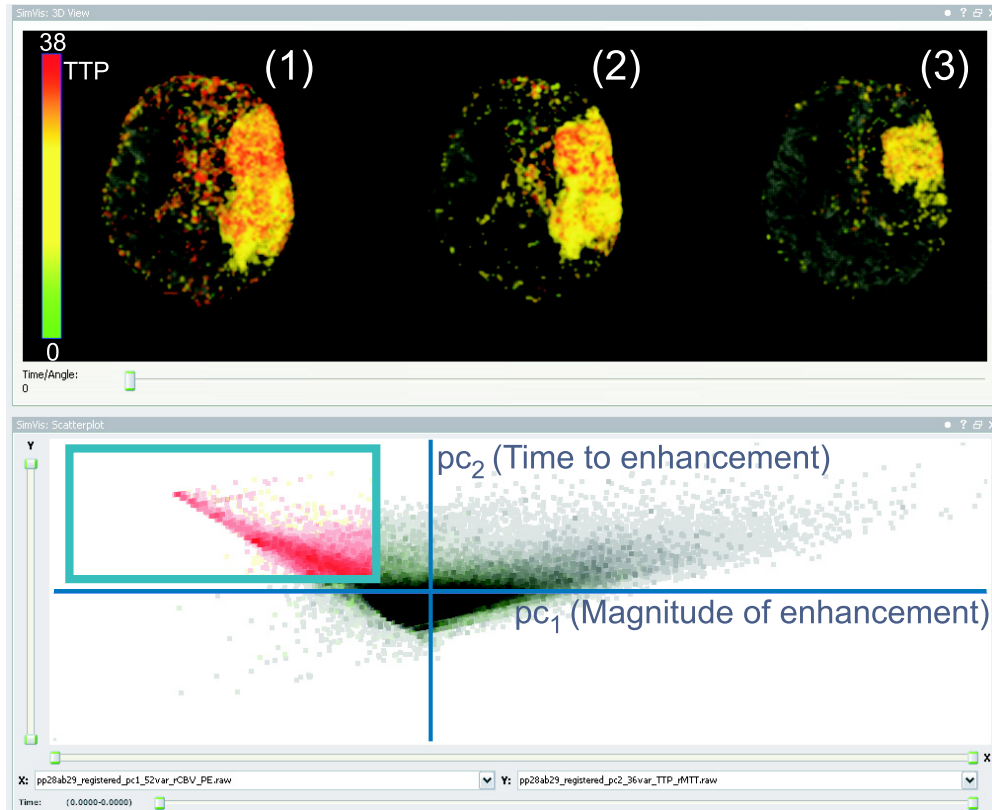 SimVis: 3D View
38
TTP
(1)
(2)
(3)
0
Time/Angle:
0
SimVis: Scatterplot
Y
pc2 (Time to enhancement)
pc1 (Magnitude of enhancement)
X
X: pp28ab29_registered_pc1_52var_rCBV_PE.raw Y: pp28ab29_registered_pc2_36var_TTP_rMTT.raw
Time: (0.0000-0.0000)